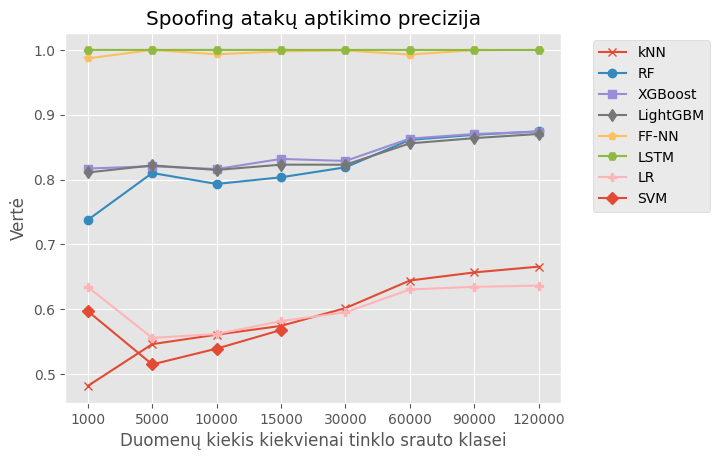 Spoofing atakų aptikimo precizija
1.0
0.9
0.8
0.7
0.6
0.5
Vertė
1000 5000 10000 15000 30000 60000 90000 120000
Duomenų kiekis kiekvienai tinklo srauto klasei
kNN
RF
XGBoost
LightGBM
FF-NN
LSTM
LR
SVM